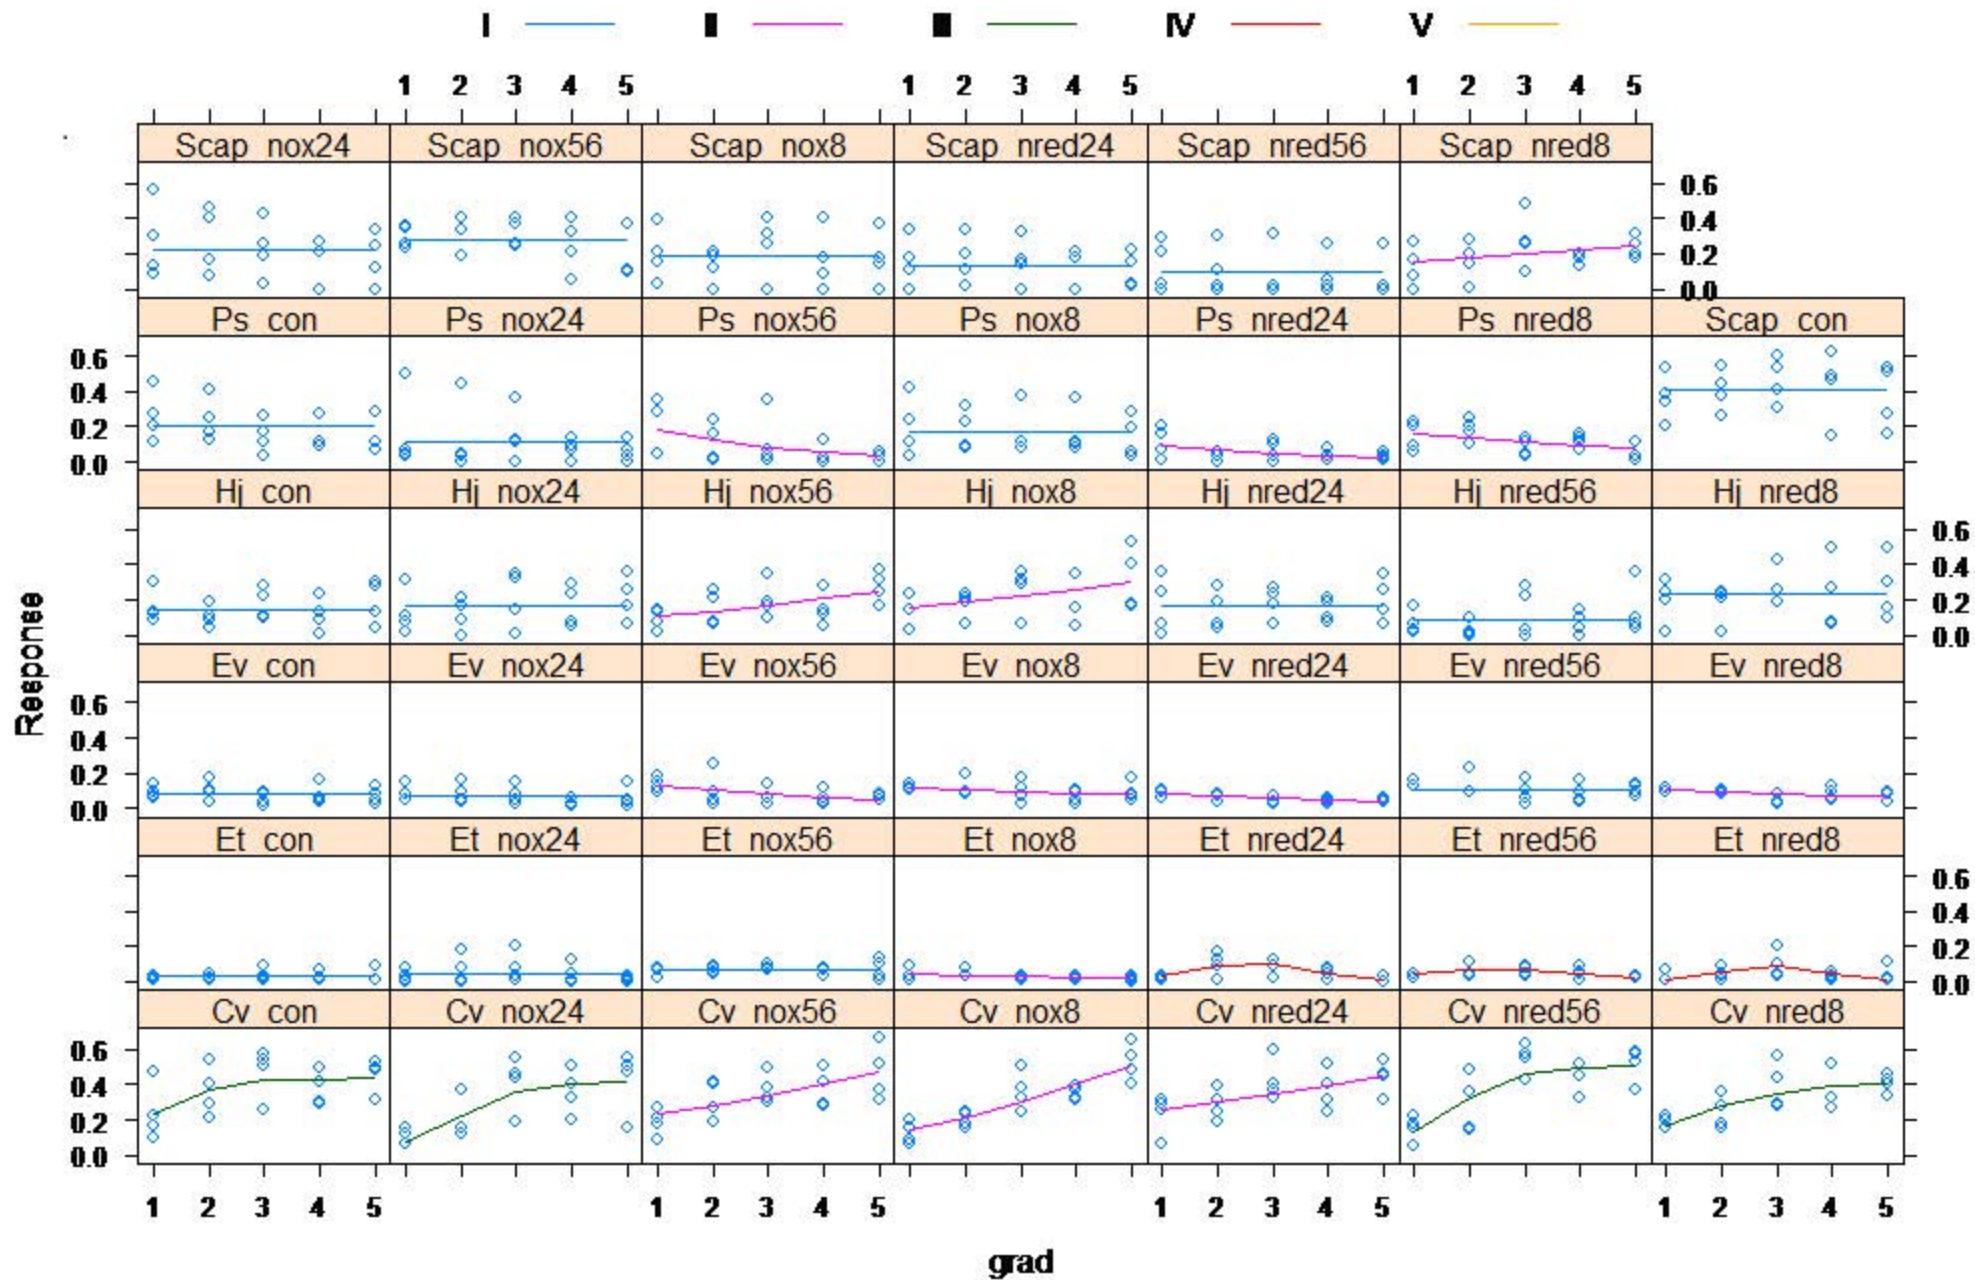 I II III IV V
1 2 3 4 5 1 2 3 4 5 1 2 3 4 5
Scap nox24 Scap nox56 Scap nox8 Scap nred24 Scap nred56 Scap nred8
0.6
0.4
0.2
0.0
Ps con Ps nox24 Ps nox56 Ps nox8 Ps nred24 Ps nred8 Scap con
0.6
0.4
0.2
0.0
Hj con Hj nox24 Hj nox56 Hj nox8 Hj nred24 Hj nred56 Hj nred8
0.6
0.4
0.2
0.0
Ev con Ev nox24 Ev nox56 Ev nox8 Ev nred24 Ev nred56 Ev nred8
0.6
0.4
0.2
0.0
Et con Et nox24 Et nox56 Et nox8 Et nred24 Et nred56 Et nred8
0.6
0.4
0.2
0.0
Cv con Cv nox24 Cv nox56 Cv nox8 Cv nred24 Cv nred56 Cv nred8
0.6
0.4
0.2
0.0
1 2 3 4 5 1 2 3 4 5 1 2 3 4 5 1 2 3 4 5
Response
grad